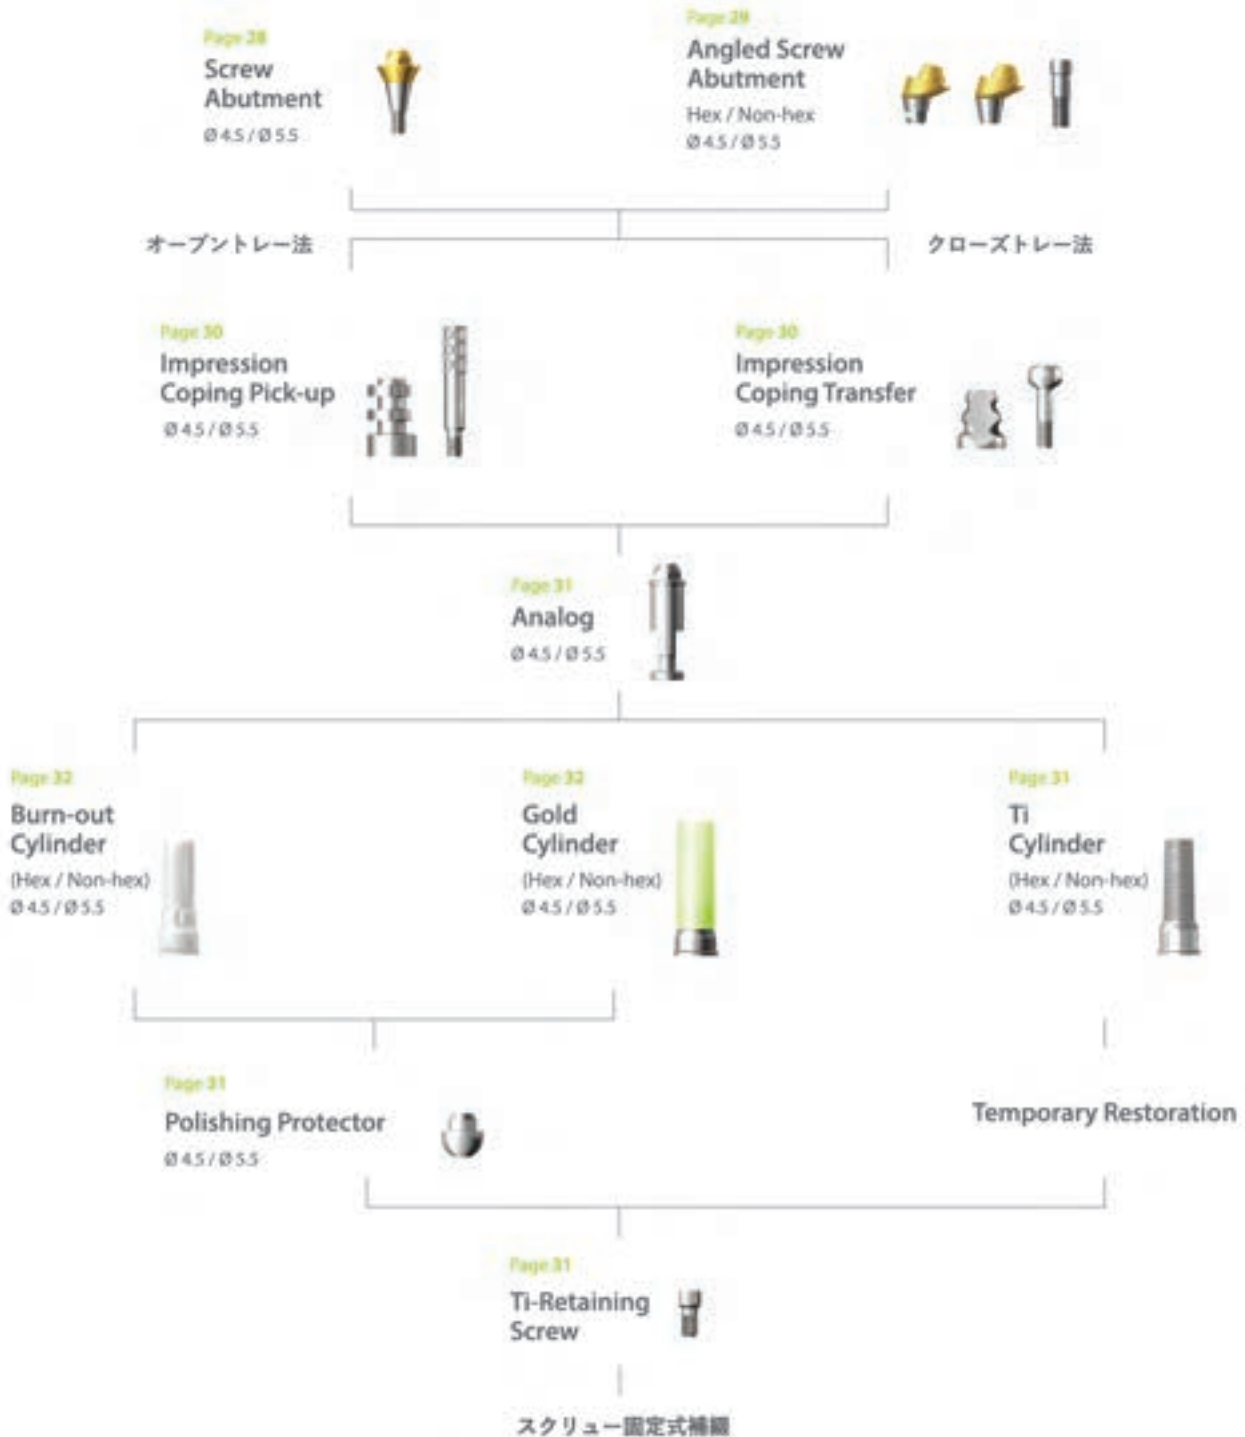 Page 28
Screw
Abutment
Ø 4.5 / Ø 5.5
Page 29
Angled Screw
Abutment
Hex / Non-hex
Ø 4.5 / Ø 5.5
オープントレー法
クローズトレー法
Page 30
Impression
Coping Pick-up
Ø 4.5 / Ø 5.5
Page 30
Impression
Coping Transfer
Ø 4.5 / Ø 5.5
Page 31
Analog
Ø 4.5 / Ø 5.5
Page 32
Burn-out
Cylinder
(Hex / Non-hex)
Ø 4.5 / Ø 5.5
Page 32
Gold
Cylinder
(Hex / Non-hex)
Ø 4.5 / Ø 5.5
Page 31
Ti
Cylinder
(Hex / Non-hex)
Ø 4.5 / Ø 5.5
Page 31
Polishing Protector
Ø 4.5 / Ø 5.5
Temporary Restoration
Page 31
Ti-Retaining
Screw
スクリュー固定式補綴